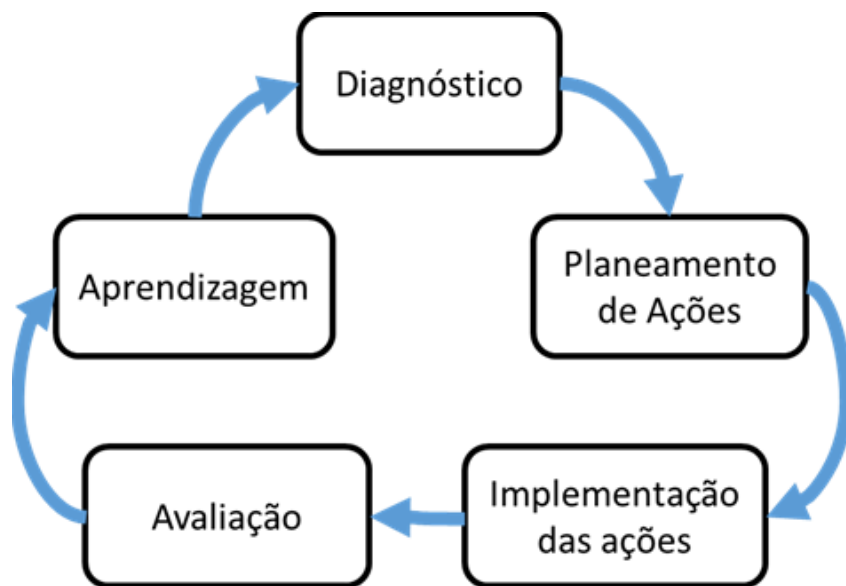 Diagnóstico
Planeamento
de Ações
Implementação
das ações
Avaliação
Aprendizagem